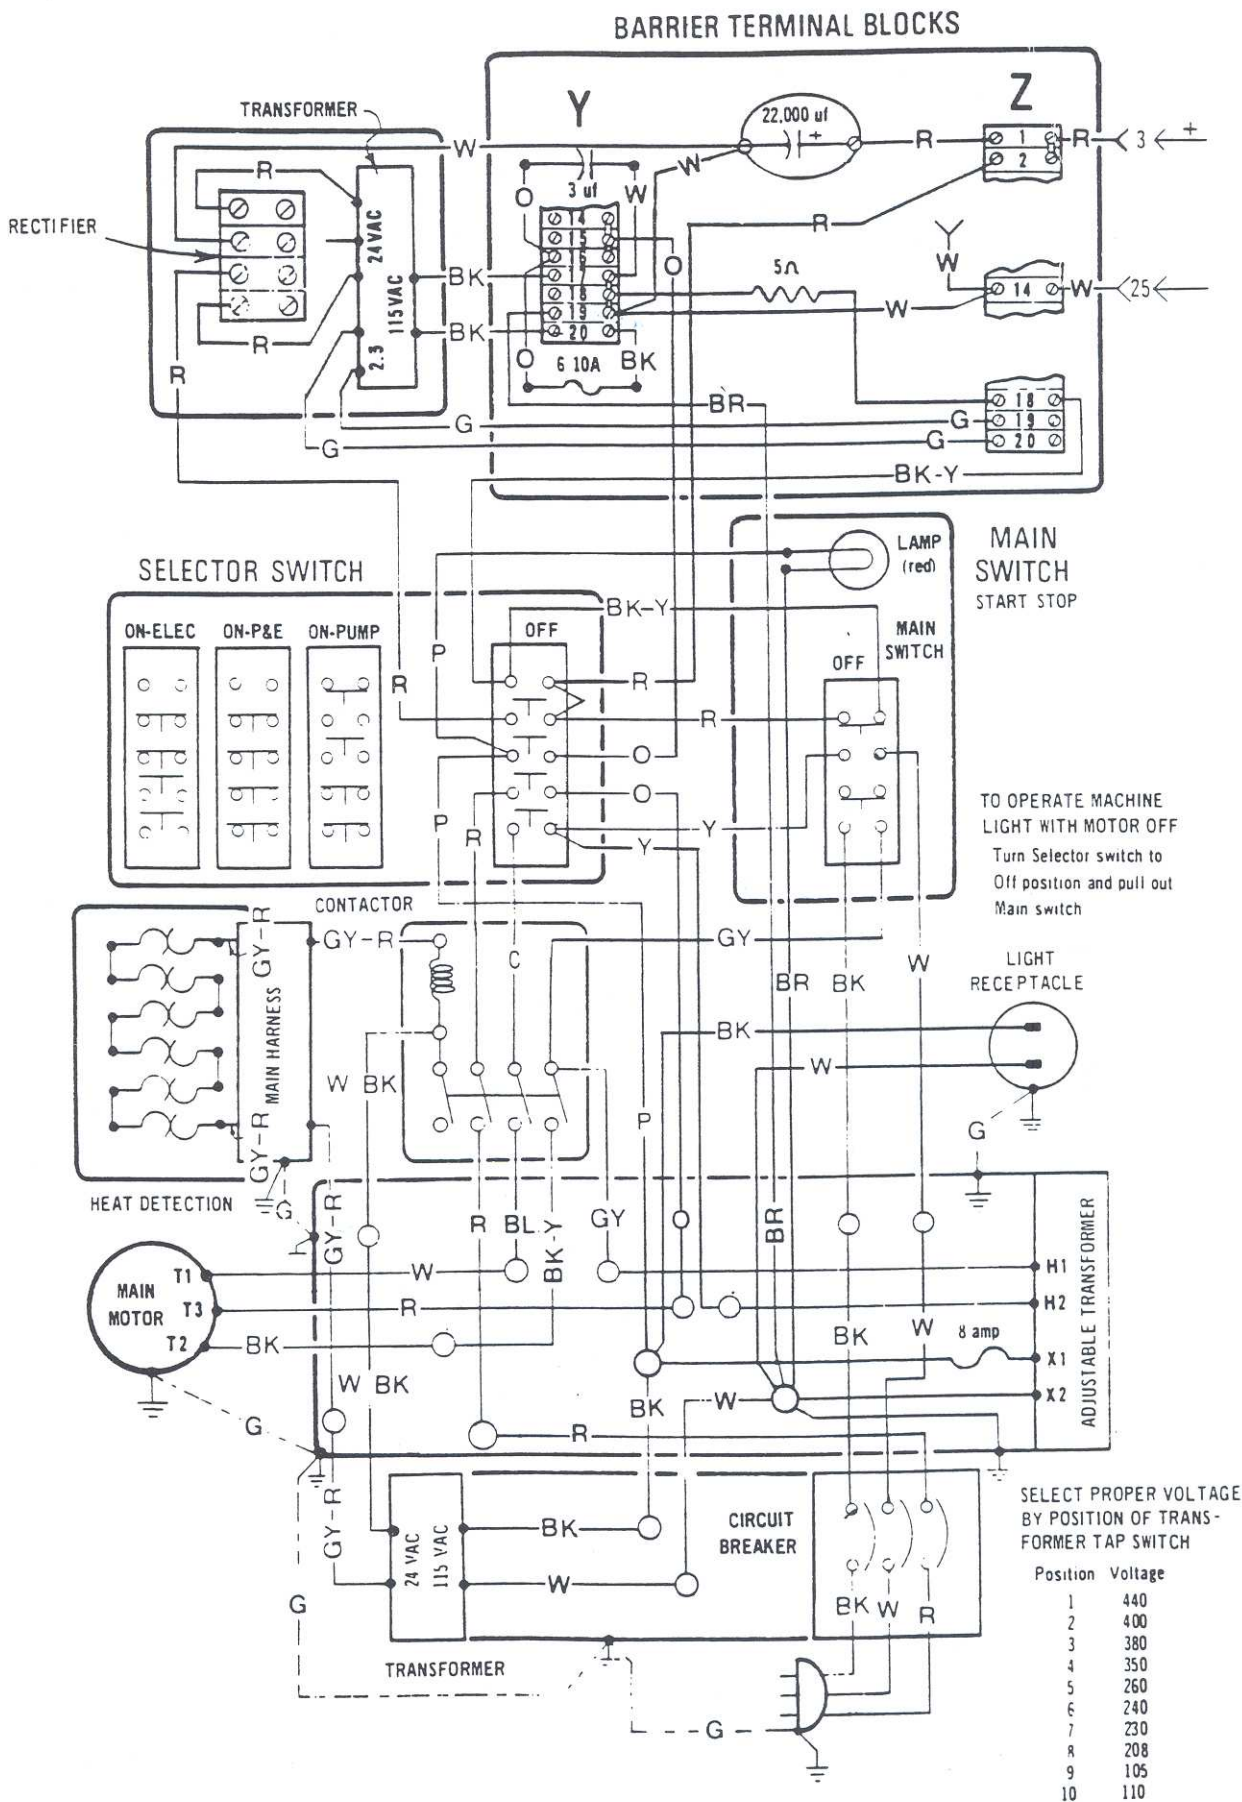 BARRIER TERMINAL BLOCKS
Y
Z
TRANSFORMER
22,000 uf
+
W
R
1
R
3
+
2
R
3 uf
W
O
W
RECTIFIER
24VAC
115VAC
2.3
14
15
R
W
O
5Ω
BK
18
14
W
25
19
W
BK
20
R
O
6 10A
BK
R
BR
18
G
G
19
G
G
20
BK-Y
SELECTOR SWITCH
LAMP
(red)
MAIN
SWITCH
START STOP
ON-ELEC
ON-P&E
ON-PUMP
OFF
BK-Y
MAIN
SWITCH
OFF
P
R
R
R
O
O
P
R
Y
Y
TO OPERATE MACHINE
LIGHT WITH MOTOR OFF
Turn Selector switch to
Off position and pull out
Main switch
CONTACTOR
GY-R
GY-R
GY
C
W
MAIN HARNESS
BR
BK
LIGHT
RECEPTACLE
BK
W
W
BK
P
GY-R
G
HEAT DETECTION
G
GY-R
R
BL
BK-Y
GY
O
BR
ADJUSTABLE TRANSFORMER
MAIN
MOTOR
T1
W
H1
T3
R
H2
T2
BK
BK
W
8 amp
X1
W
BK
BK
W
X2
G
R
GY-R
24 VAC
115 VAC
BK
W
CIRCUIT
BREAKER
SELECT PROPER VOLTAGE
BY POSITION OF TRANS-
FORMER TAP SWITCH
Position Voltage
1 440
2 400
3 380
4 350
5 260
6 240
7 230
8 208
9 105
10 110
G
BK
W
R
TRANSFORMER
G